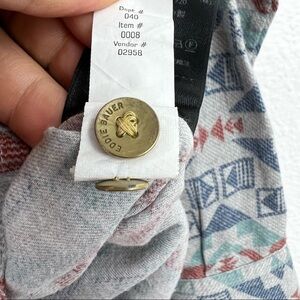 Dept #
040
Item #
0008
Vendor #
02958
EDDIE BAUER